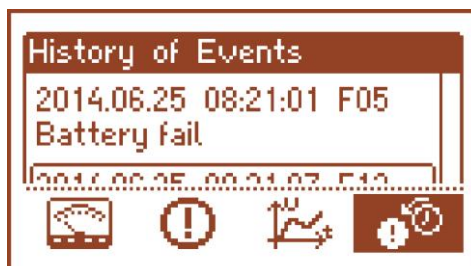 History of Events
2014.06.25 08:21:01 F05
Battery fail
U
t